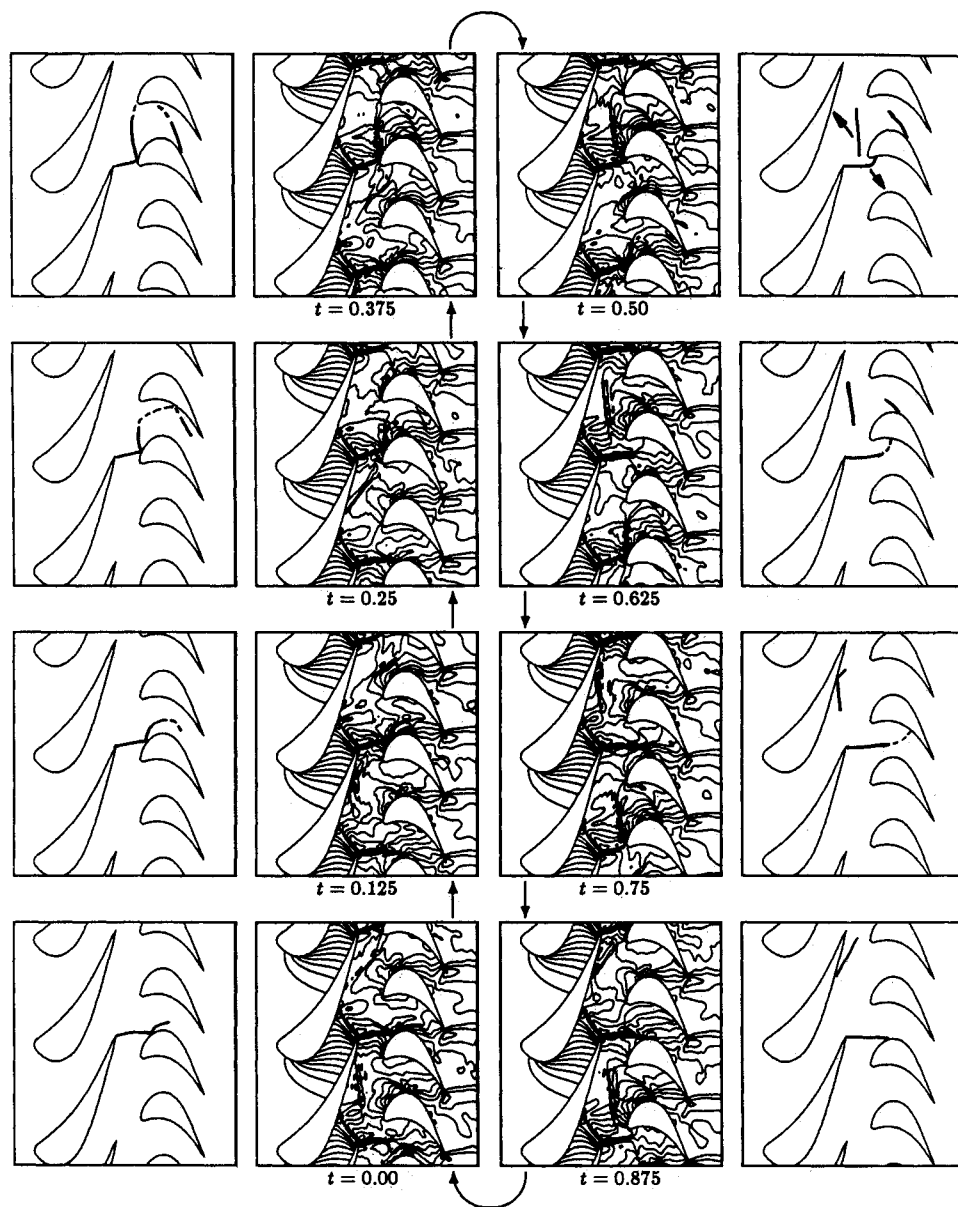 t = 0.375
t = 0.50
t = 0.25
t = 0.625
t = 0.125
t = 0.75
t = 0.00
t = 0.875